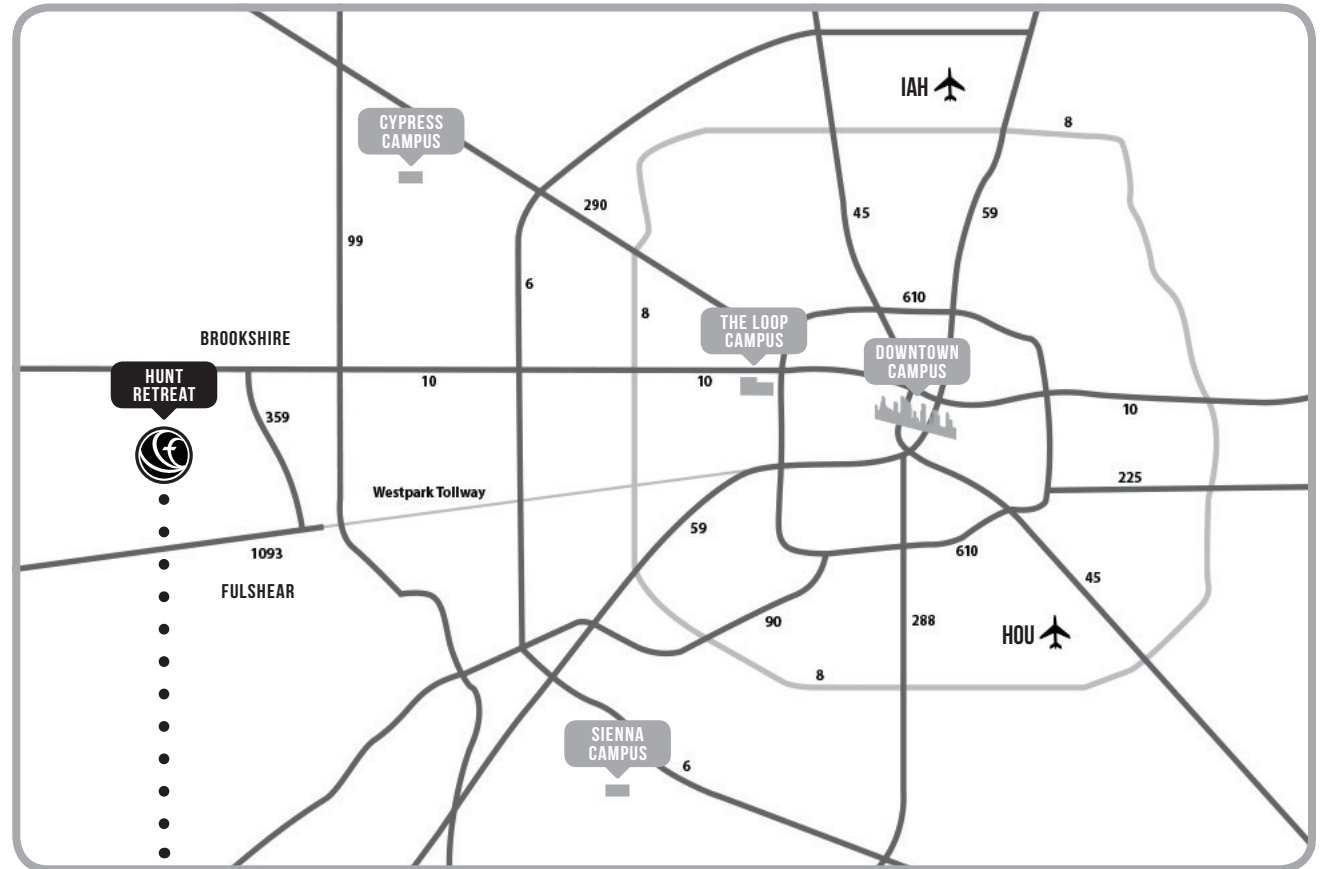 IAH
8
CYPRESS
CAMPUS
290
45
59
99
6
610
8
THE LOOP
CAMPUS
BROOKSHIRE
DOWNTOWN
CAMPUS
HUNT
RETREAT
10
10
10
359
225
Westpark Tollway
59
1093
610
45
FULSHEAR
90
288
HOU
8
SIENNA
CAMPUS
6